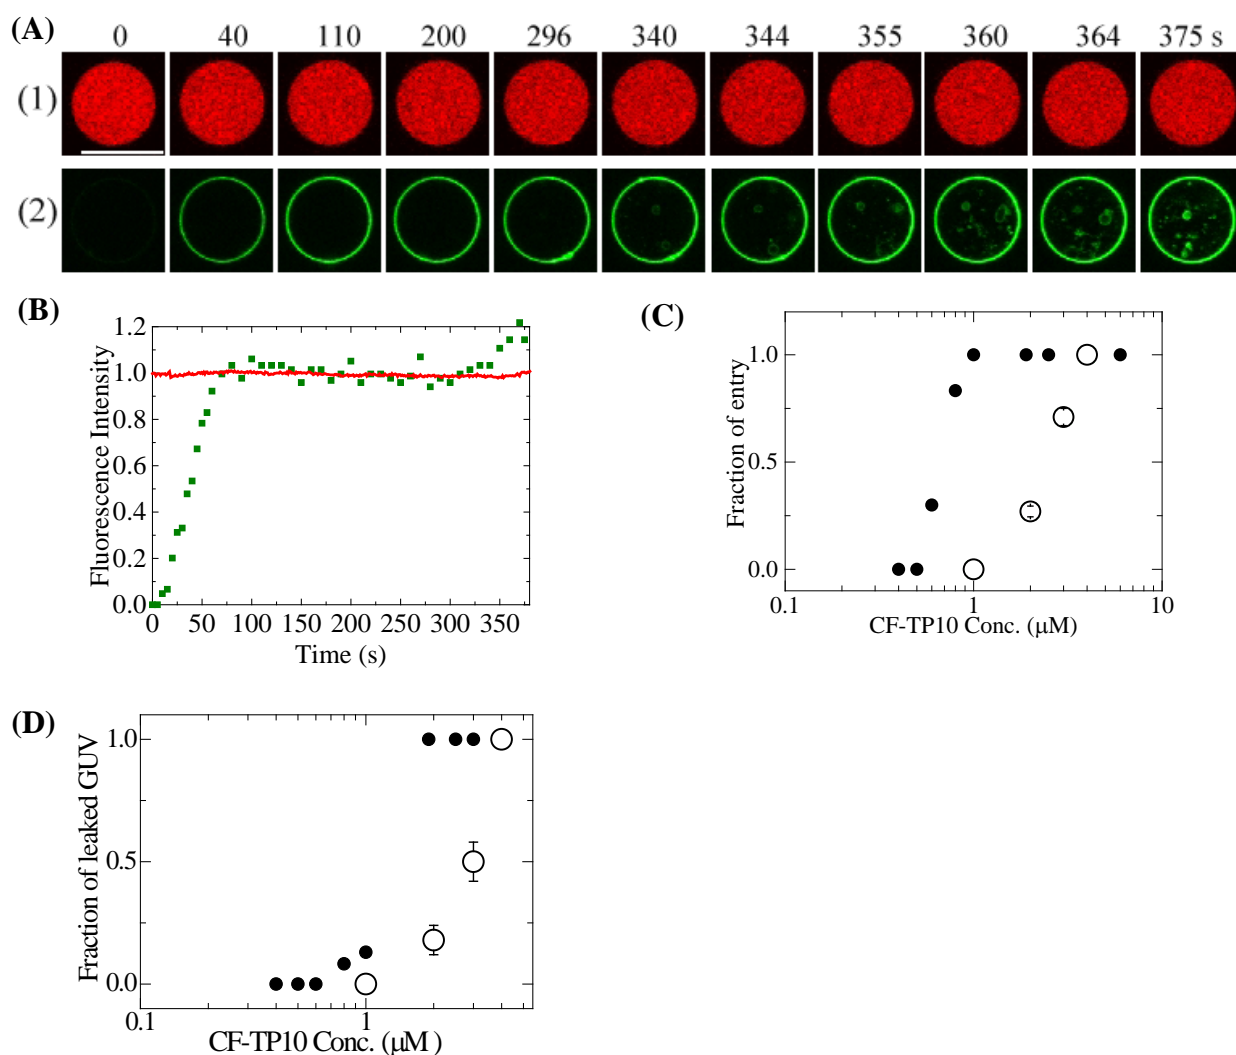 (A)
0 40 110 200 296 340 344 355 360 364 375 s
(1)
(2)
(B)
Fluorescence Intensity
1.2
1.0
0.8
0.6
0.4
0.2
0.0
0 50 100 150 200 250 300 350
Time (s)
(C)
Fraction of entry
1.0
0.5
0.0
0.1 1 10
CF-TP10 Conc. (μM)
(D)
Fraction of leaked GUV
1.0
0.5
0.0
0.1 1
CF-TP10 Conc. (μM )